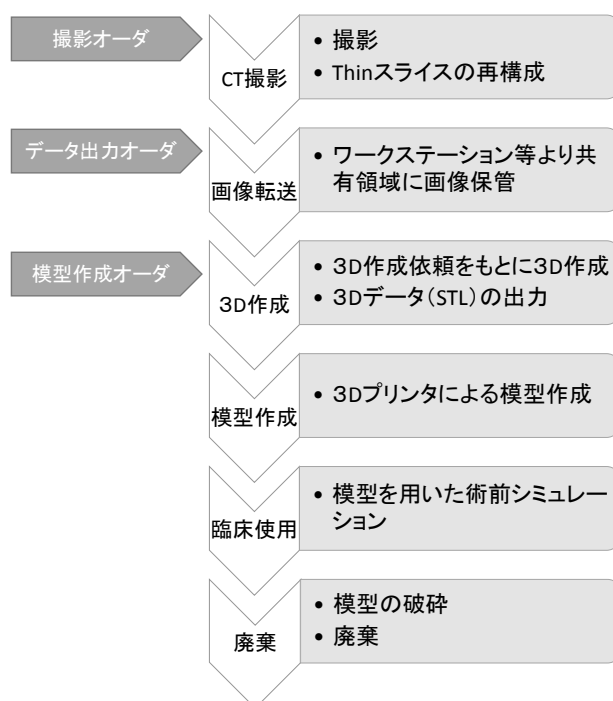 撮影オーダ
CT撮影
• 撮影
• Thinスライスの再構成
データ出力オーダ
画像転送
• ワークステーション等より共
有領域に画像保管
模型作成オーダ
３D作成
• ３D作成依頼をもとに３D作成
• ３Dデータ（STL）の出力
模型作成
• ３Dプリンタによる模型作成
臨床使用
• 模型を用いた術前シミュレー
ション
廃棄
• 模型の破砕
• 廃棄